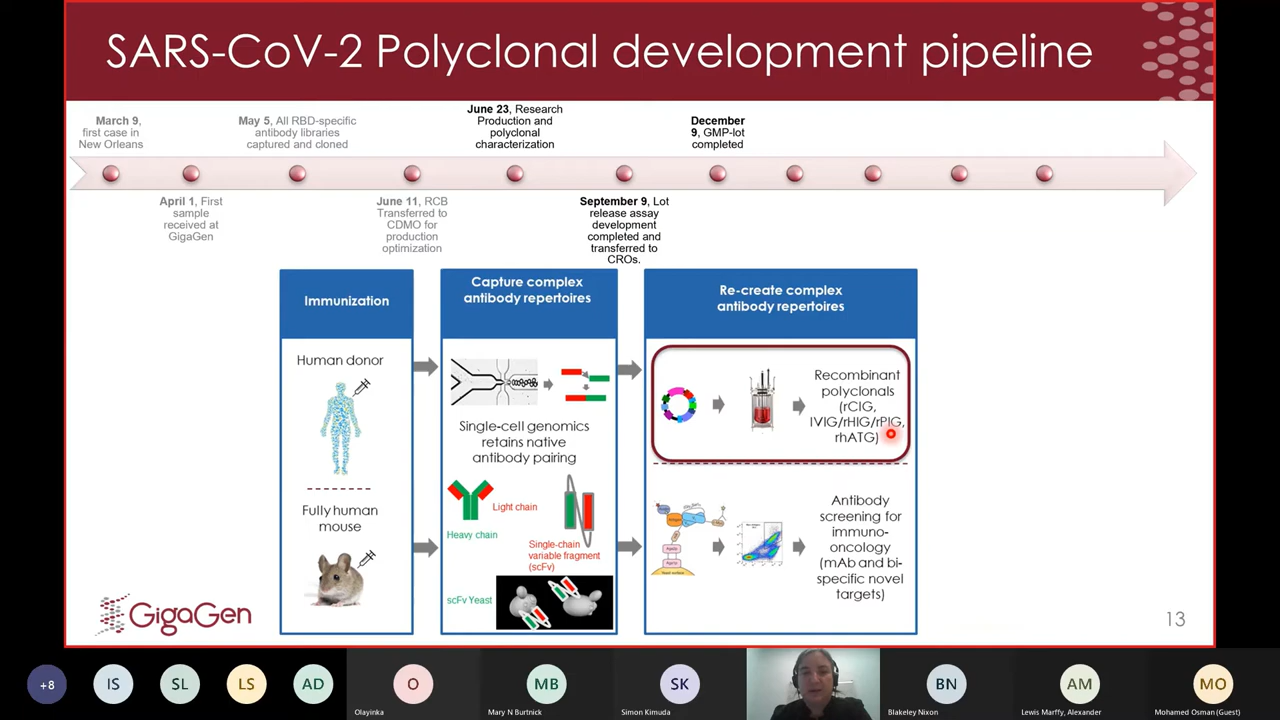 SARS-CoV-2 Polyclonal development pipeline
March 9,
first case in
New Orleans
May 5, All RBD-specific
antibody libraries
captured and cloned
June 23, Research
Production and
polyclonal
characterization
December
9, GMP-lot
completed
April 1, First
sample
received at
GigaGen
June 11, RCB
Transferred to
CDMO for
production
optimization
September 9, Lot
release assay
development
completed and
transferred to
CROs.
Immunization
Human donor
Fully human
mouse
Capture complex
antibody repertoires
Single-cell genomics
retains native
antibody pairing
Light chain
Heavy chain
Single-chain
variable fragment
(scFv)
scFv Yeast
Re-create complex
antibody repertoires
Recombinant
polyclonals
(rCIG,
IVIG/rHIG/rPIG,
rhATG)
Antibody
screening for
immuno-
oncology
(mAb and bi-
specific novel
targets)
GigaGen
13
+8
IS
SL
LS
AD
O
MB
SK
BN
AM
MO
Olayinka
Mary N Burtnick
Simon Kimuda
Blakeley Nixon
Lewis Marffy, Alexander
Mohamed Osman (Guest)